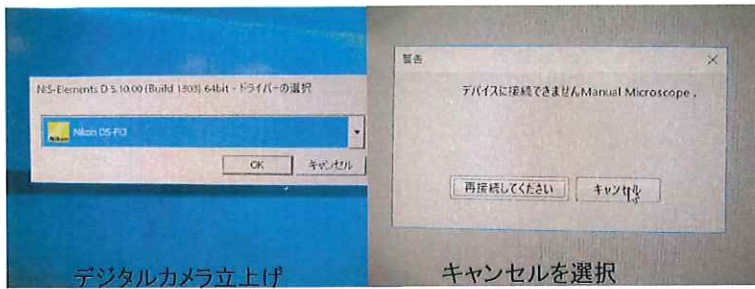 NIS-Elements D 5.10.00 (Build 1303) 64bit - ドライバーの選択
Nikon DS-Fi3
OK キャンセル
デジタルカメラ立上げ
警告
デバイスに接続できませんManual Microscope .
再接続してください キャンセル
キャンセルを選択